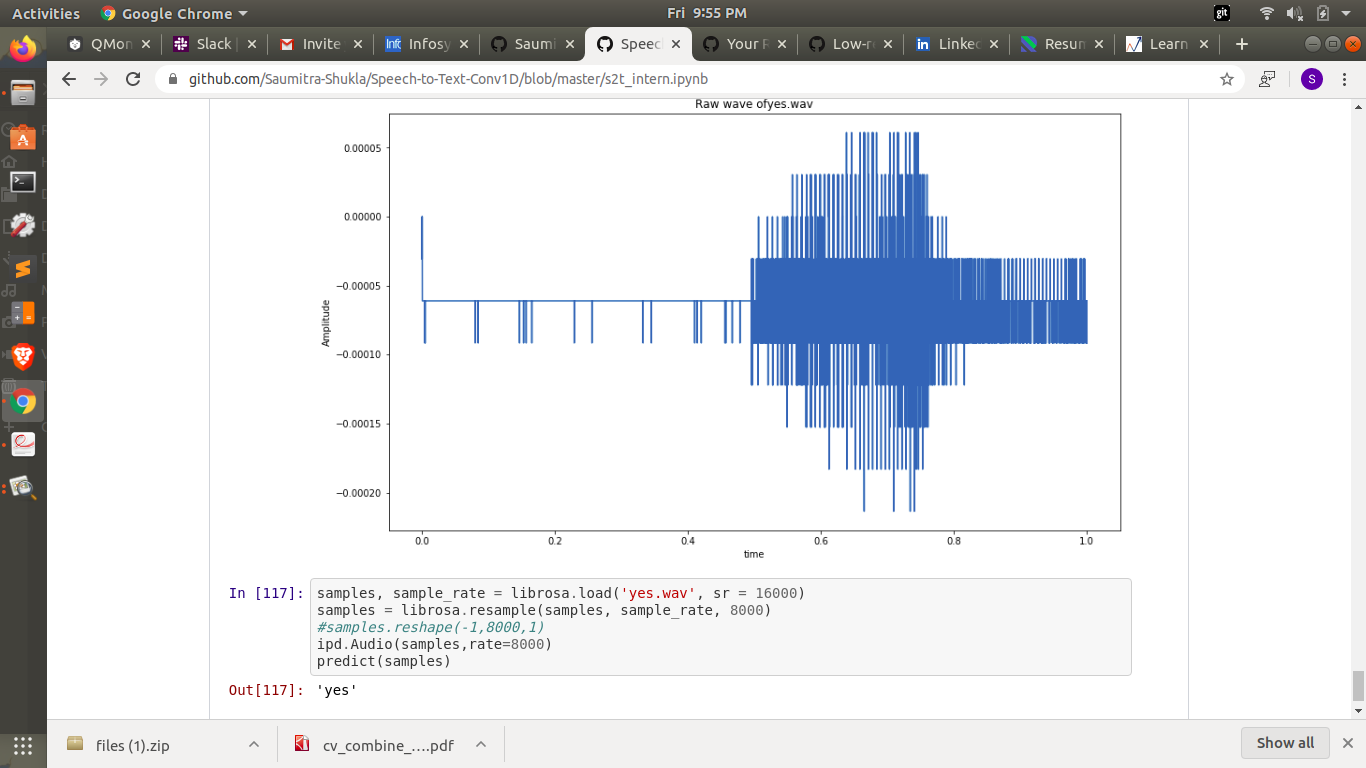 Activities
Google Chrome
Fri 9:55 PM
git
QMon
Slack
Invite
Infosy
Saumi
Speec
Your R
Low-r
Linked
Resum
Learn
github.com/Saumitra-Shukla/Speech-to-Text-Conv1D/blob/master/s2t_intern.ipynb
S
Raw wave ofyes.wav
0.00005
0.00000
−0.00005
−0.00010
−0.00015
−0.00020
Amplitude
0.0 0.2 0.4 0.6 0.8 1.0
time
In [117]: samples, sample_rate = librosa.load('yes.wav', sr = 16000)
samples = librosa.resample(samples, sample_rate, 8000)
#samples.reshape(-1,8000,1)
ipd.Audio(samples,rate=8000)
predict(samples)
Out[117]: 'yes'
files (1).zip
cv_combine_....pdf
Show all